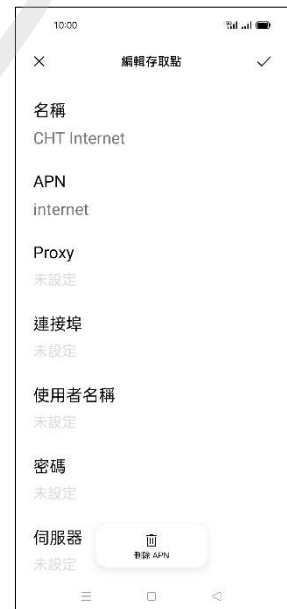 10:00
編輯存取點
名稱
CHT Internet
APN
internet
Proxy
未設定
連接埠
未設定
使用者名稱
未設定
密碼
未設定
伺服器
未設定
刪除 APN